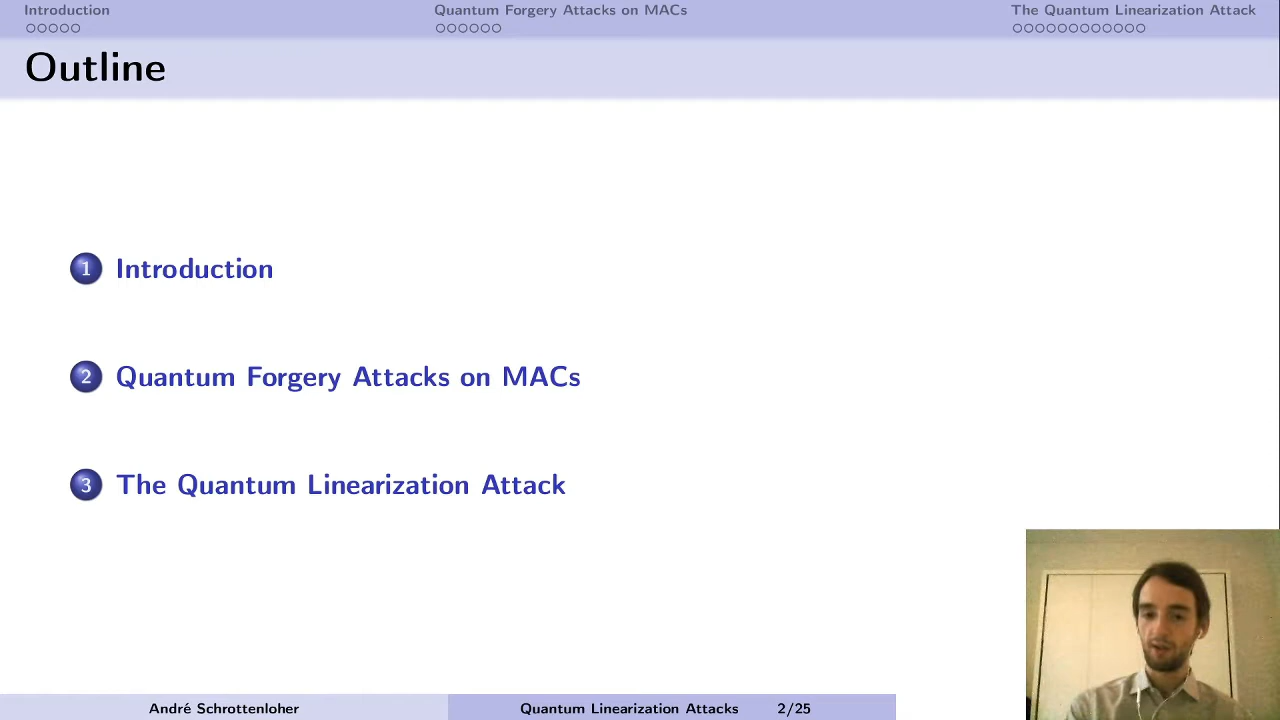 Introduction
Quantum Forgery Attacks on MACs
The Quantum Linearization Attack
Outline
1 Introduction
2 Quantum Forgery Attacks on MACs
3 The Quantum Linearization Attack
André Schrottenloher
Quantum Linearization Attacks 2/25